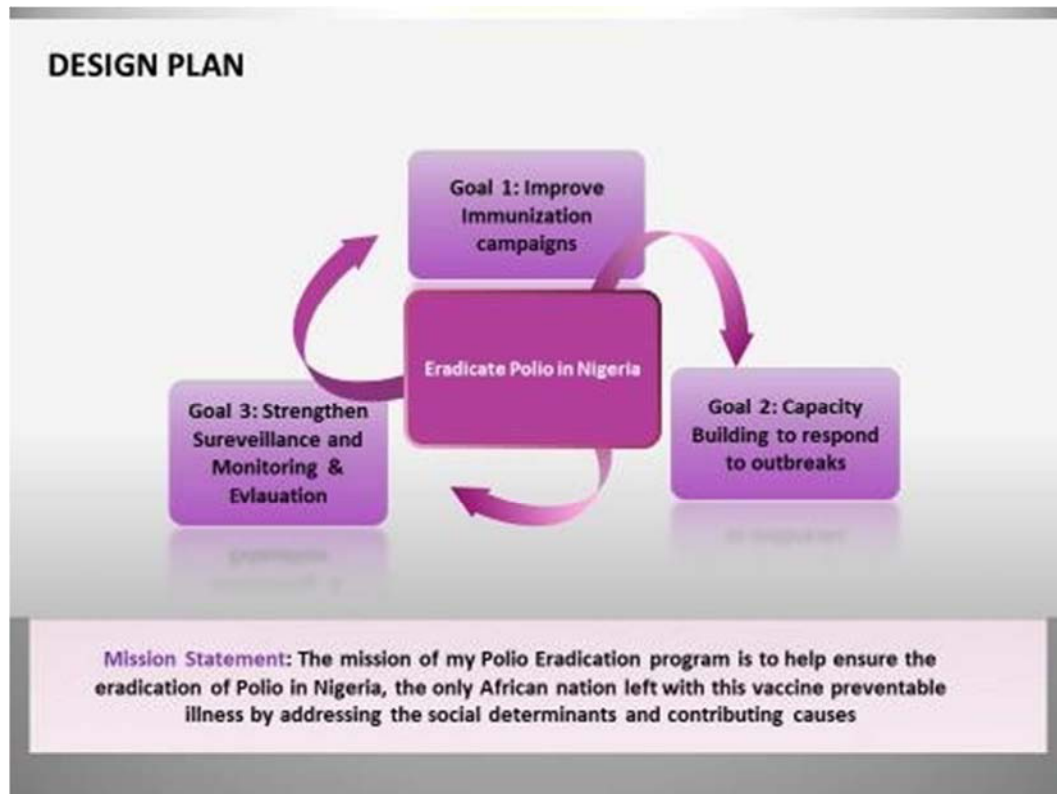 DESIGN PLAN
Goal 1: Improve
Immunization
campaigns
Eradicate Polio in Nigeria
Goal 2: Capacity
Building to respond
to outbreaks
Goal 3: Strengthen
Sureveillance and
Monitoring &
Evlauation
Mission Statement: The mission of my Polio Eradication program is to help ensure the
eradication of Polio in Nigeria, the only African nation left with this vaccine preventable
illness by addressing the social determinants and contributing causes